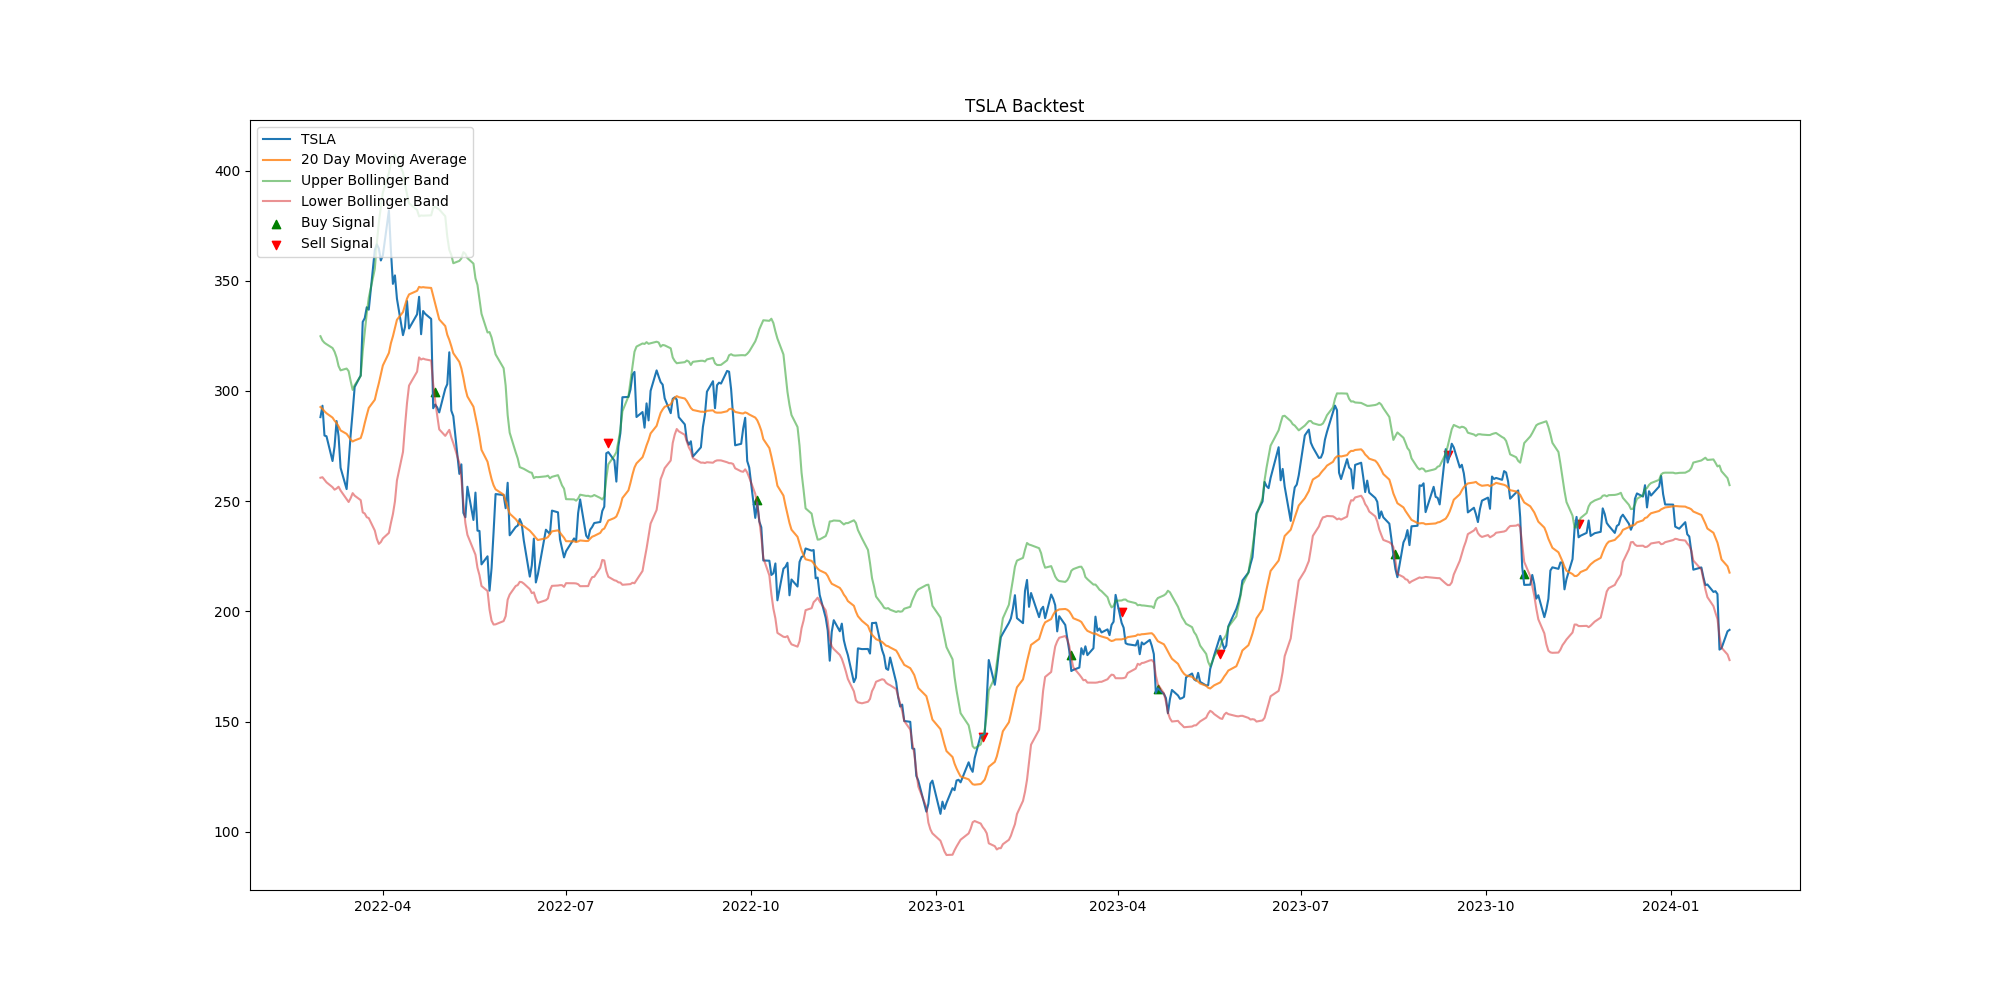 TSLA Backtest
TSLA
20 Day Moving Average
Upper Bollinger Band
Lower Bollinger Band
Buy Signal
Sell Signal
400
350
300
250
200
150
100
2022-04 2022-07 2022-10 2023-01 2023-04 2023-07 2023-10 2024-01